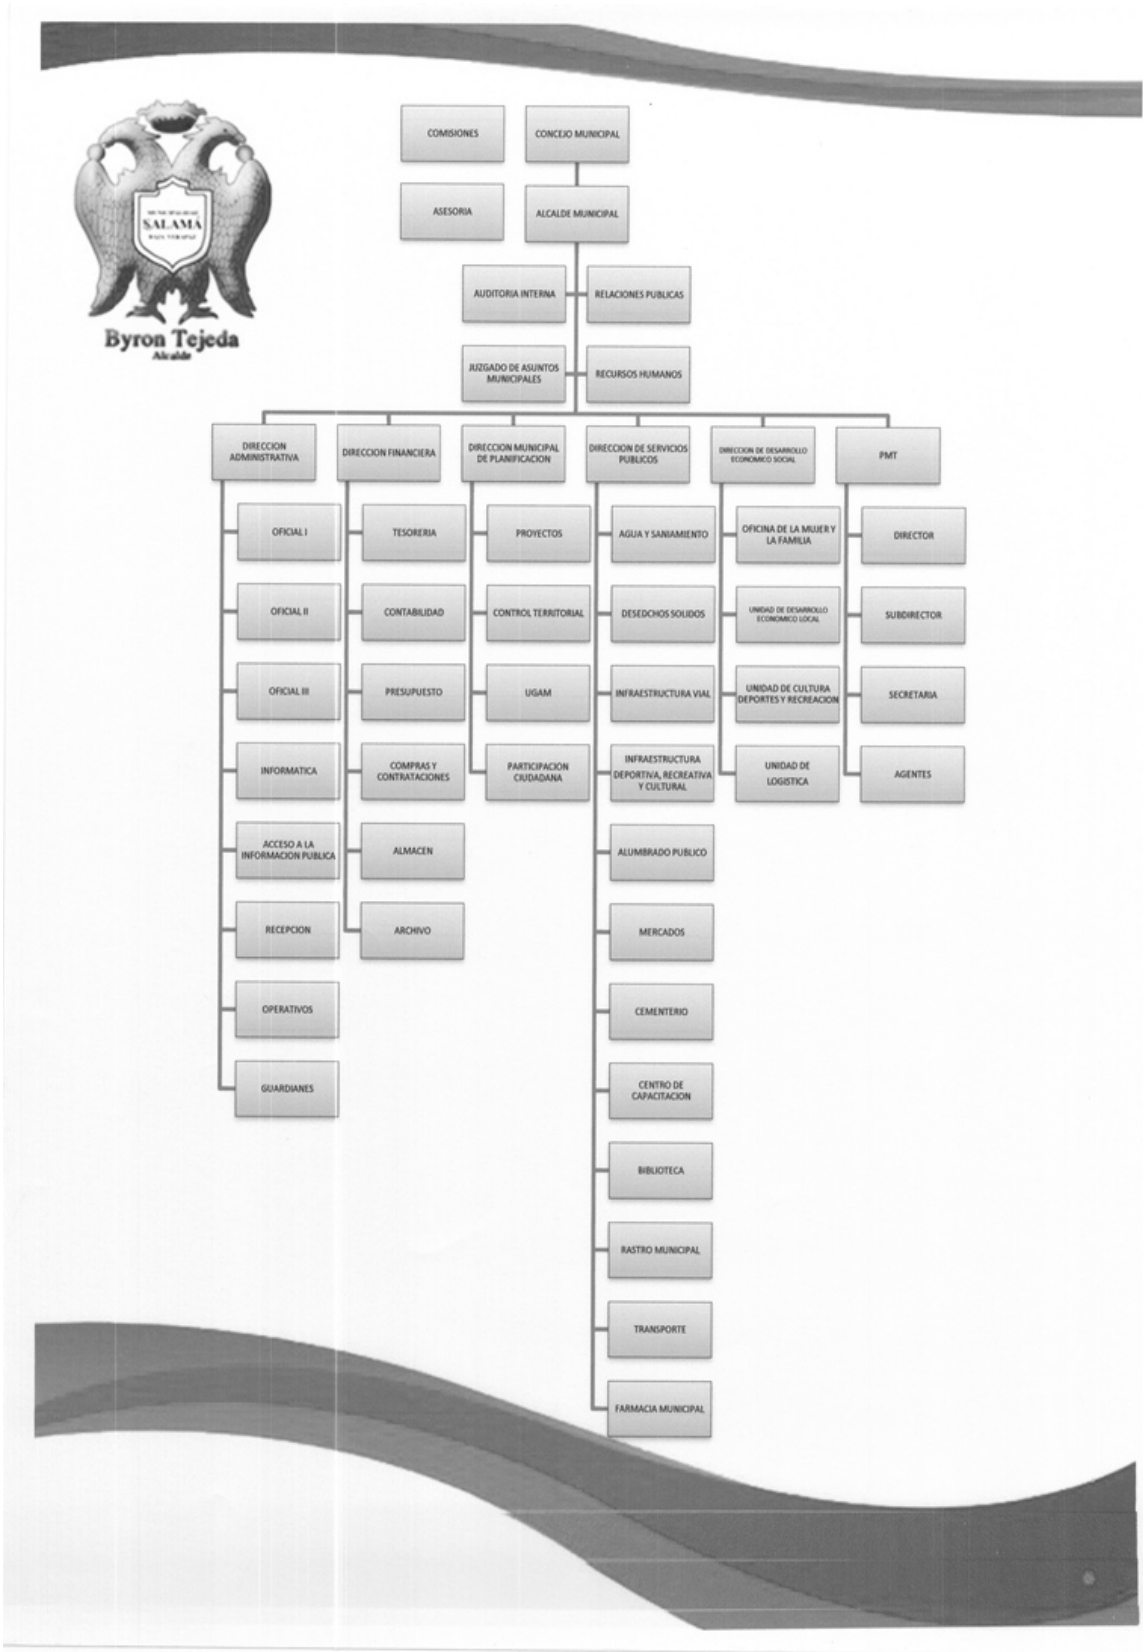 COMISIONES
CONCEJO MUNICIPAL
MUNICIPALIDAD
SALAMÁ
BAJA VERAPAZ
Byron Tejeda
Alcalde
ASESORIA
ALCALDE MUNICIPAL
AUDITORIA INTERNA
RELACIONES PUBLICAS
JUZGADO DE ASUNTOS
MUNICIPALES
RECURSOS HUMANOS
DIRECCION
ADMINISTRATIVA
OFICIAL I
OFICIAL II
OFICIAL III
INFORMATICA
ACCESO A LA
INFORMACION PUBLICA
RECEPCION
OPERATIVOS
GUARDIANES
DIRECCION FINANCIERA
TESORERIA
CONTABILIDAD
PRESUPUESTO
COMPRAS Y
CONTRATACIONES
ALMACEN
ARCHIVO
DIRECCION MUNICIPAL
DE PLANIFICACION
PROYECTOS
CONTROL TERRITORIAL
UGAM
PARTICIPACION
CIUDADANA
DIRECCION DE SERVICIOS
PUBLICOS
AGUA Y SANIAMIENTO
DESEDCHOS SOLIDOS
INFRAESTRUCTURA VIAL
INFRAESTRUCTURA
DEPORTIVA, RECREATIVA
Y CULTURAL
ALUMBRADO PUBLICO
MERCADOS
CEMENTERIO
CENTRO DE
CAPACITACION
BIBLIOTECA
RASTRO MUNICIPAL
TRANSPORTE
FARMACIA MUNICIPAL
DIRECCION DE DESARROLLO
ECONOMICO SOCIAL
OFICINA DE LA MUJER Y
LA FAMILIA
UNIDAD DE DESARROLLO
ECONOMICO LOCAL
UNIDAD DE CULTURA
DEPORTES Y RECREACION
UNIDAD DE
LOGISTICA
PMT
DIRECTOR
SUBDIRECTOR
SECRETARIA
AGENTES